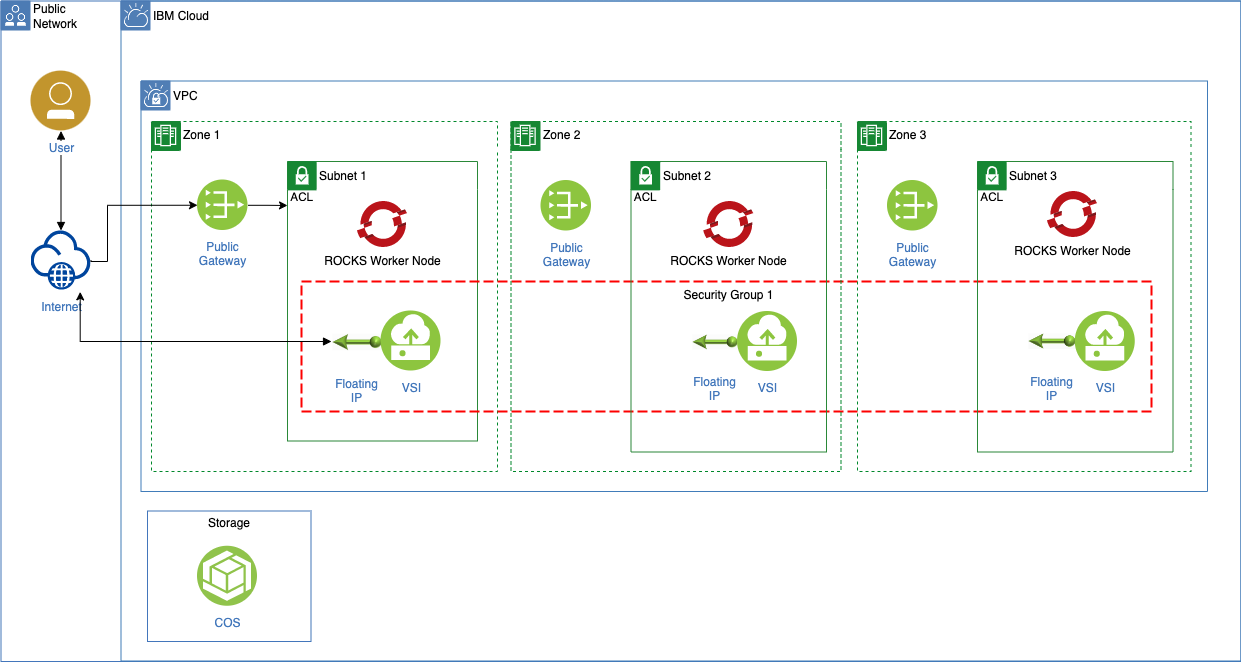 Public
Network
IBM Cloud
VPC
Zone 1
Zone 2
Zone 3
Subnet 1
ACL
Subnet 2
ACL
Subnet 3
ACL
User
Internet
Public
Gateway
ROCKS Worker Node
Public
Gateway
ROCKS Worker Node
Public
Gateway
ROCKS Worker Node
Security Group 1
Floating
IP
VSI
Floating
IP
VSI
Floating
IP
VSI
Storage
COS